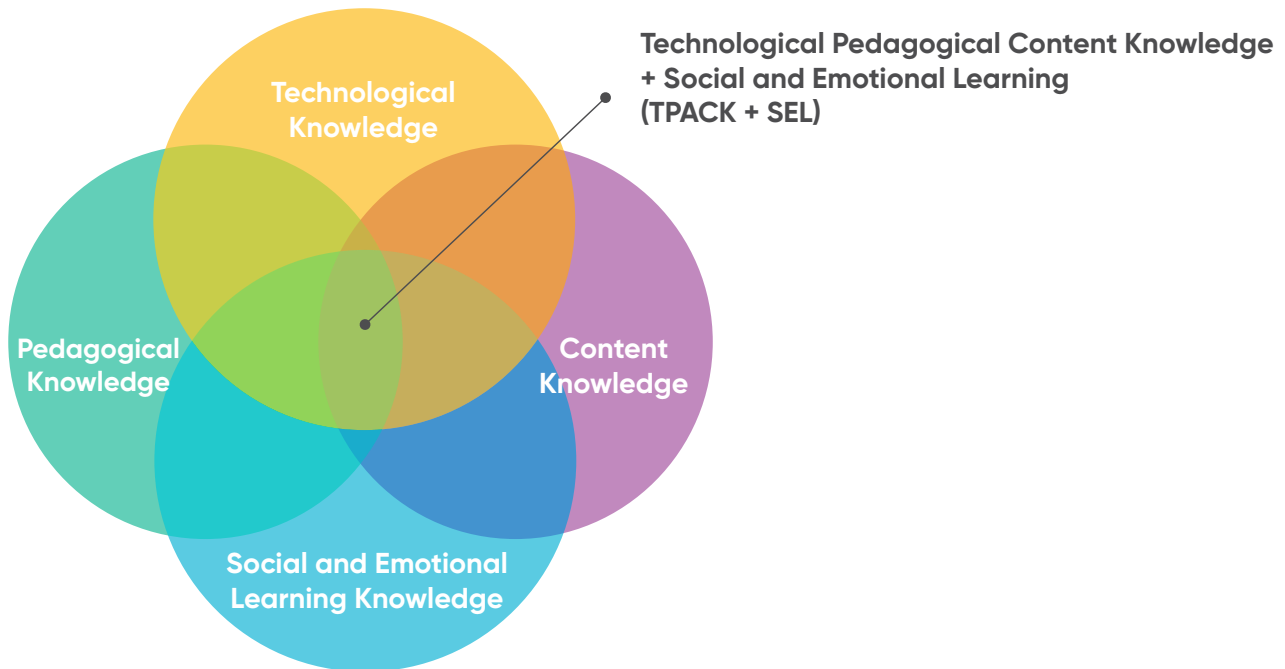 Technological Pedagogical Content Knowledge
+ Social and Emotional Learning
(TPACK + SEL)
Technological
Knowledge
Pedagogical
Knowledge
Content
Knowledge
Social and Emotional
Learning Knowledge